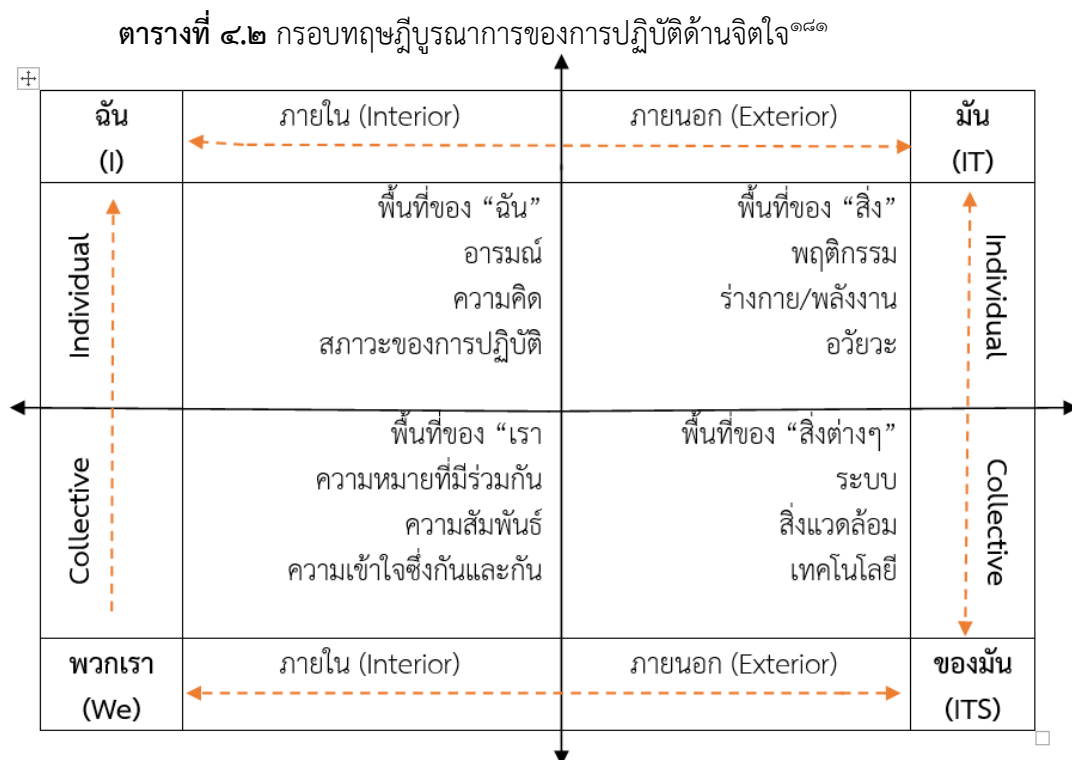 ตารางที่ ๔.๒ กรอบทฤษฎีบูรณาการของการปฏิบัติด้านจิตใจ๑๘๑
ฉัน ภายใน (Interior) ภายนอก (Exterior) มัน
(I) (IT)
Individual
พื้นที่ของ “ฉัน”
อารมณ์
ความคิด
สภาวะของการปฏิบัติ
พื้นที่ของ “สิ่ง”
พฤติกรรม
ร่างกาย/พลังงาน
อวัยวะ
Individual
Collective
พื้นที่ของ “เรา
ความหมายที่มีร่วมกัน
ความสัมพันธ์
ความเข้าใจซึ่งกันและกัน
พื้นที่ของ “สิ่งต่างๆ”
ระบบ
สิ่งแวดล้อม
เทคโนโลยี
Collective
พวกเรา ภายใน (Interior) ภายนอก (Exterior) ของมัน
(We) (ITS)